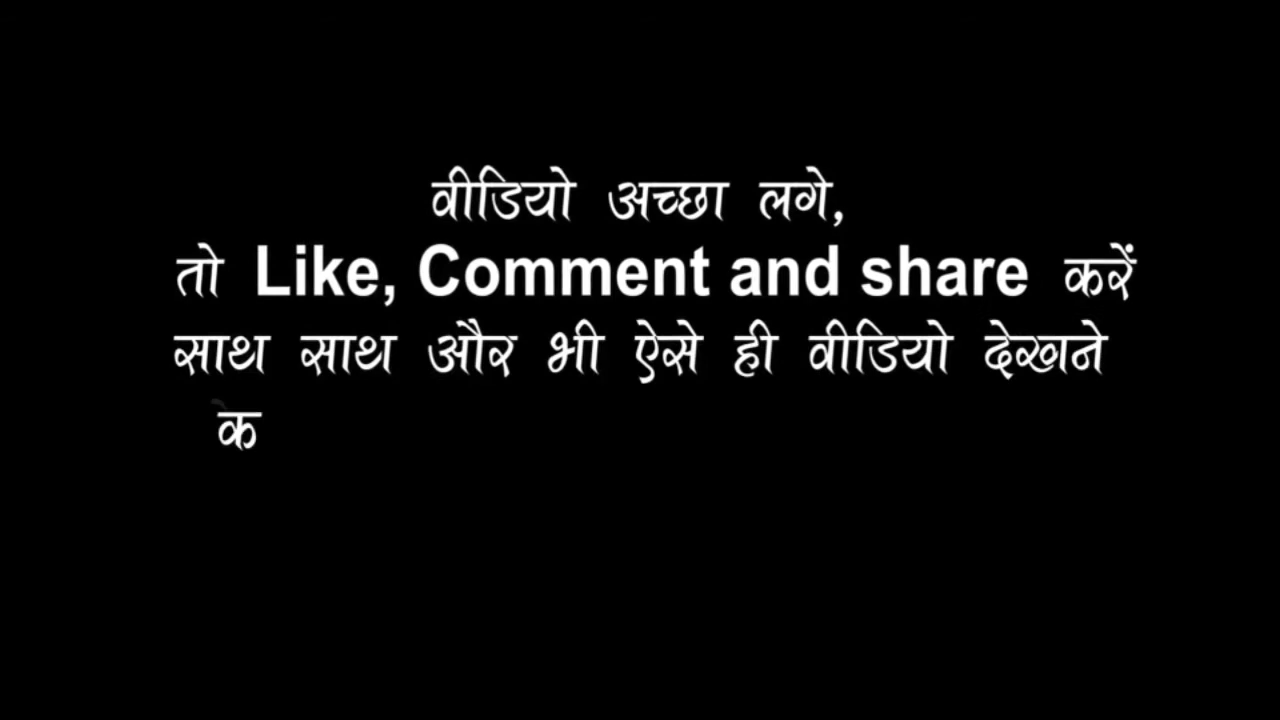 वीडियो अच्छा लगे,
तो Like, Comment and share करें
साथ साथ और भी ऐसे ही वीडियो देखने
क